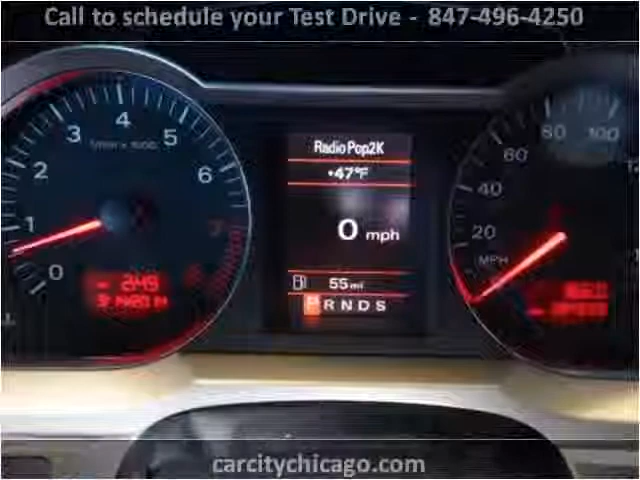 Call to schedule your Test Drive - 847-496-4250
Radio Pop2K
+47°F
0 mph
55 mi
P R N D S
0 1 2 3 4 5 6 7
20 40 60 80 100
MPH
carcitychicago.com